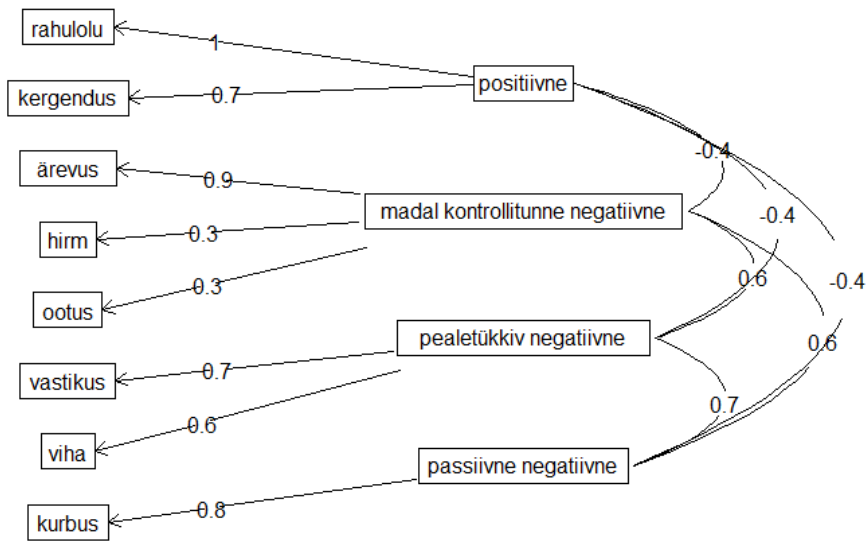 rahulolu
1
positiivne
kergendus
0.7
ärevus
0.9
-0.4
madal kontrollitunne negatiivne
-0.4
hirm
0.3
0.6
-0.4
ootus
0.3
pealetükkiv negatiivne
0.6
vastikus
0.7
0.7
viha
0.6
passiivne negatiivne
kurbus
0.8